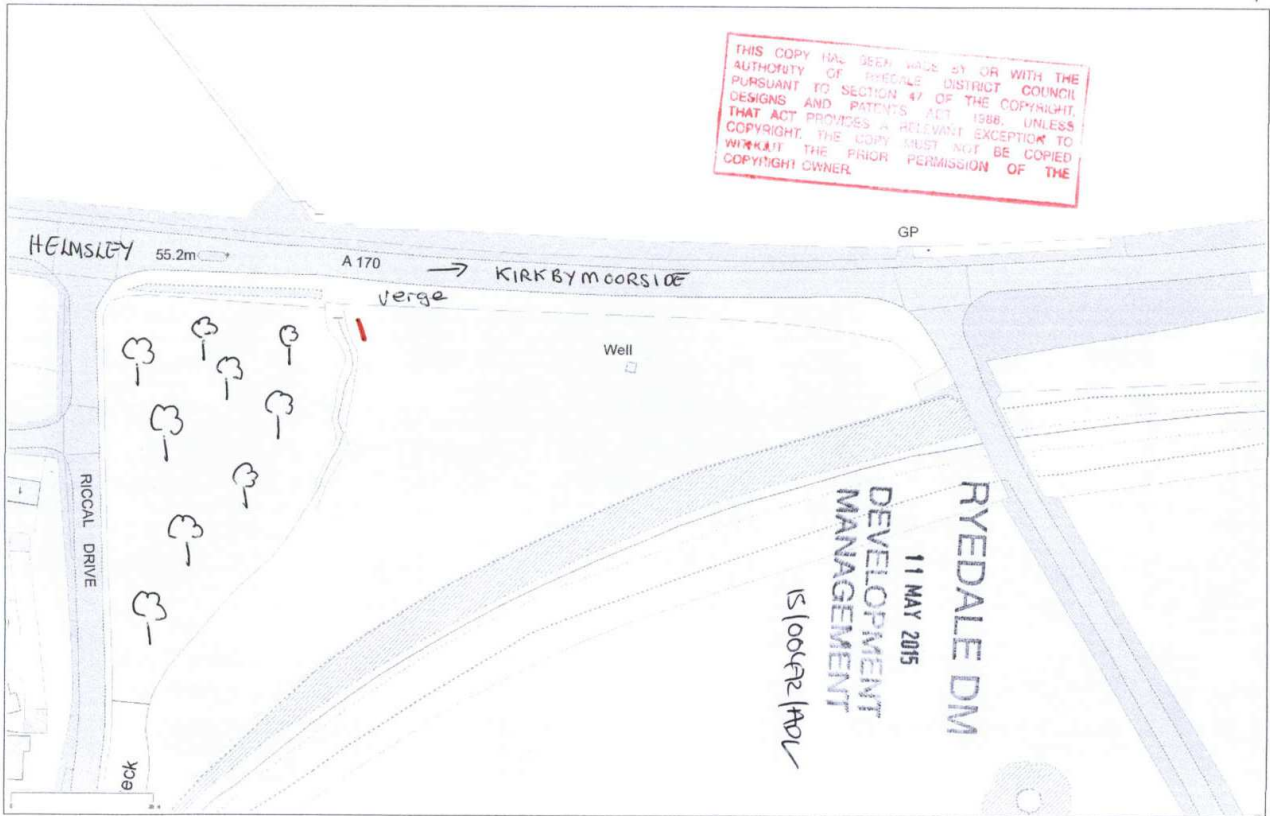 THIS COPY HAS BEEN MADE BY OR WITH THE
AUTHORITY OF RYEDALE DISTRICT COUNCIL
PURSUANT TO SECTION 47 OF THE COPYRIGHT,
DESIGNS AND PATENTS ACT 1988. UNLESS
THAT ACT PROVIDES A RELEVANT EXCEPTION TO
COPYRIGHT, THE COPY MUST NOT BE COPIED
WITHOUT THE PRIOR PERMISSION OF THE
COPYRIGHT OWNER.
GP
HELMSLEY 55.2m A 170 → KIRKBYMOORSIDE
verge
Well
RICCAL DRIVE
eck
RYEDALE DM
11 MAY 2015
DEVELOPMENT
MANAGEMENT